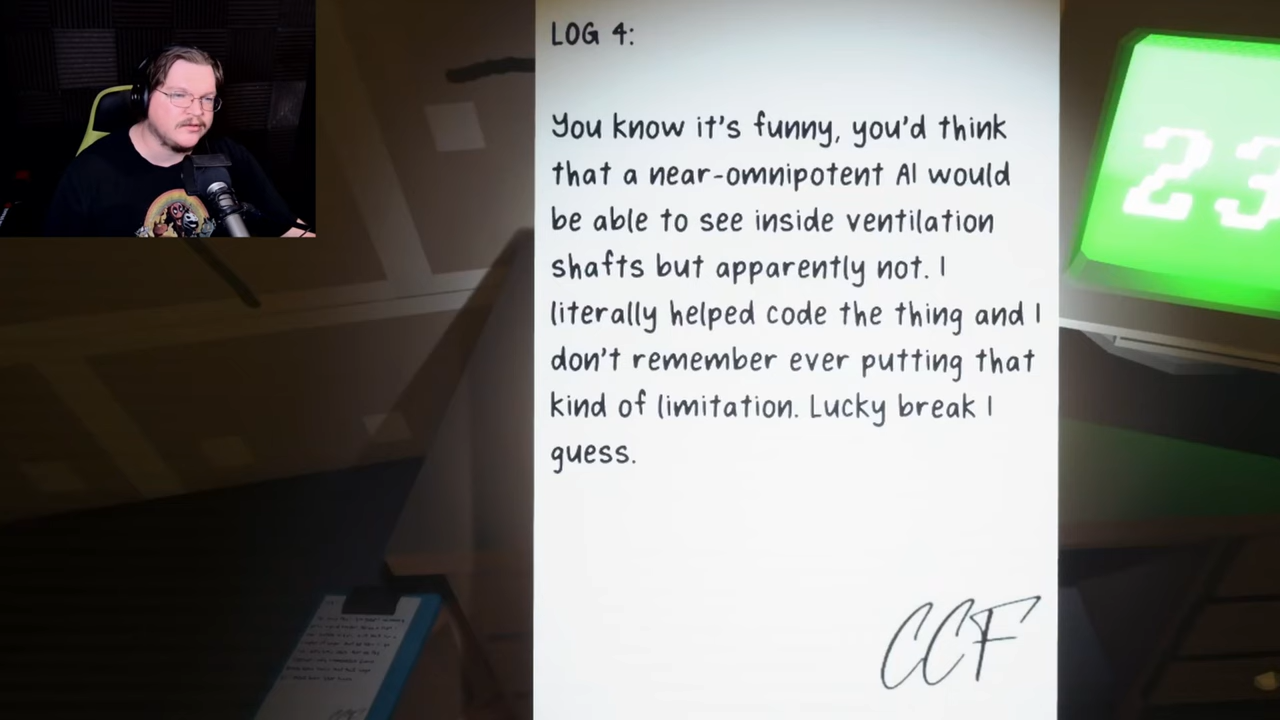 LOG 4:
You know it's funny, you'd think
that a near-omnipotent AI would
be able to see inside ventilation
shafts but apparently not. I
literally helped code the thing and I
don't remember ever putting that
kind of limitation. Lucky break I
guess.
CCF
23